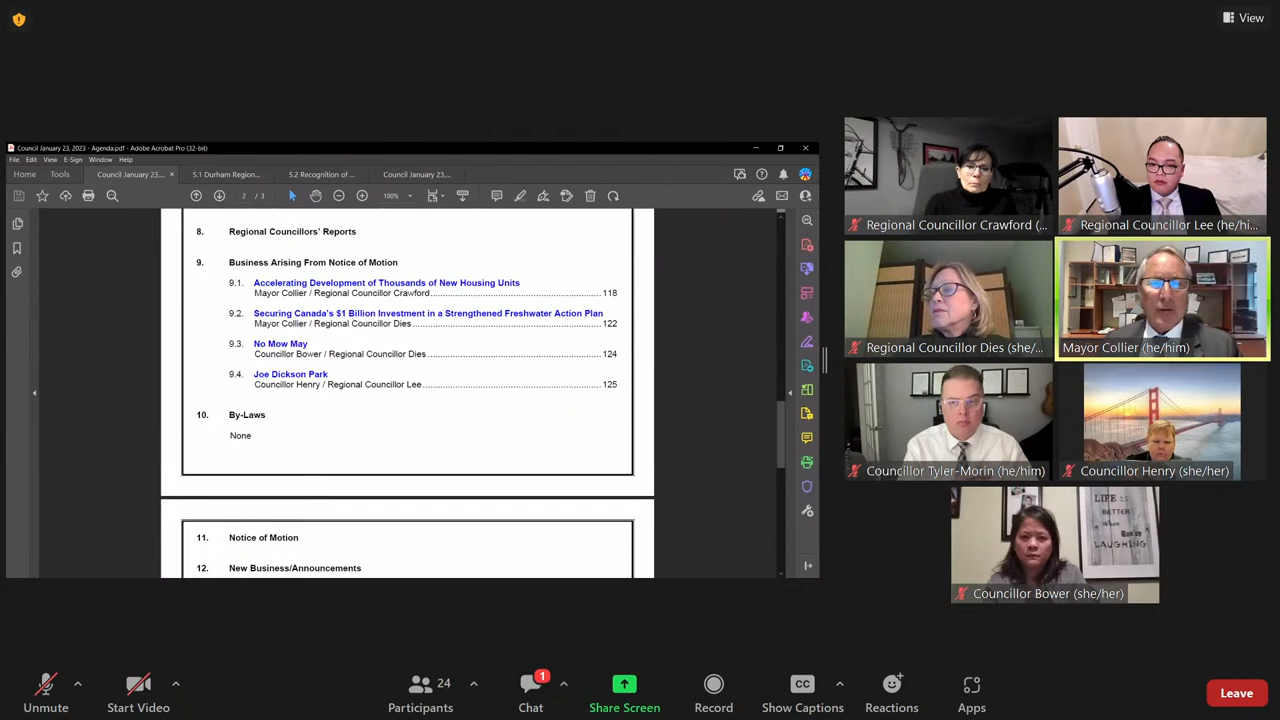 View
Council January 23, 2023 - Agenda.pdf - Adobe Acrobat Pro (32-bit)
File Edit View E-Sign Window Help
Home Tools Council January 23,... × 5.1 Durham Region... 5.2 Recognition of ... Council January 23,...
2 / 3 100%
8. Regional Councillors' Reports
9. Business Arising From Notice of Motion
9.1. Accelerating Development of Thousands of New Housing Units
Mayor Collier / Regional Councillor Crawford 118
9.2. Securing Canada's $1 Billion Investment in a Strengthened Freshwater Action Plan
Mayor Collier / Regional Councillor Dies 122
9.3. No Mow May
Councillor Bower / Regional Councillor Dies 124
9.4. Joe Dickson Park
Councillor Henry / Regional Councillor Lee 125
10. By-Laws
None
11. Notice of Motion
12. New Business/Announcements
Regional Councillor Crawford (...
Regional Councillor Lee (he/hi...
Regional Councillor Dies (she/...
Mayor Collier (he/him)
Councillor Tyler-Morin (he/him)
Councillor Henry (she/her)
LIFE is
BETTER
When
LAUGHING
Councillor Bower (she/her)
Unmute
Start Video
24
Participants
1
Chat
Share Screen
Record
CC
Show Captions
Reactions
Apps
Leave